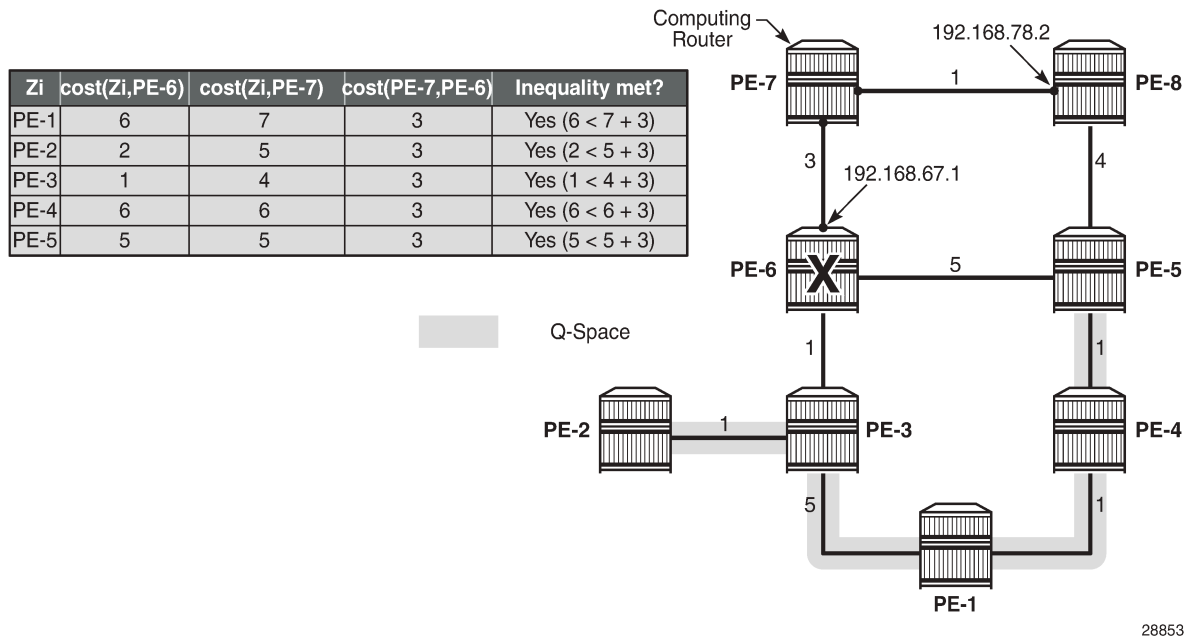 Computing
Router
192.168.78.2
PE-7
1
PE-8
Zi cost(Zi,PE-6) cost(Zi,PE-7) cost(PE-7,PE-6) Inequality met?
PE-1 6 7 3 Yes (6 < 7 + 3)
PE-2 2 5 3 Yes (2 < 5 + 3)
PE-3 1 4 3 Yes (1 < 4 + 3)
PE-4 6 6 3 Yes (6 < 6 + 3)
PE-5 5 5 3 Yes (5 < 5 + 3)
3
192.168.67.1
4
PE-6
X
5
PE-5
Q-Space
1
1
PE-2
1
PE-3
PE-4
5
1
PE-1
28853